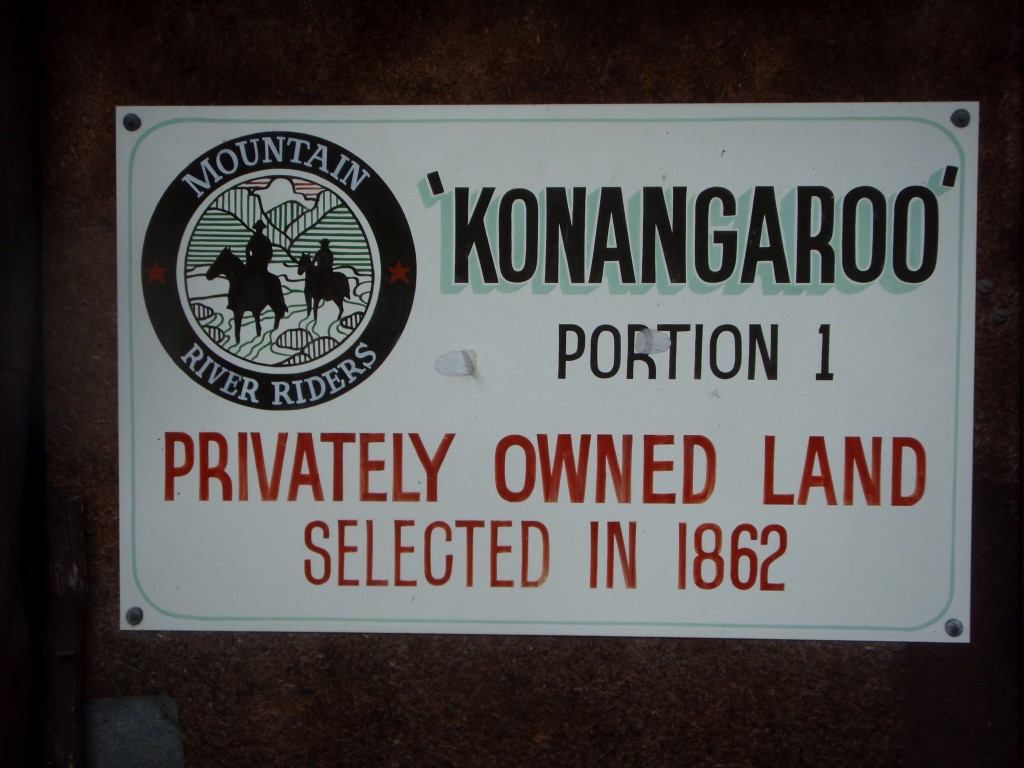 MOUNTAIN
RIVER RIDERS
'KONANGAROO'
PORTION 1
PRIVATELY OWNED LAND
SELECTED IN 1862